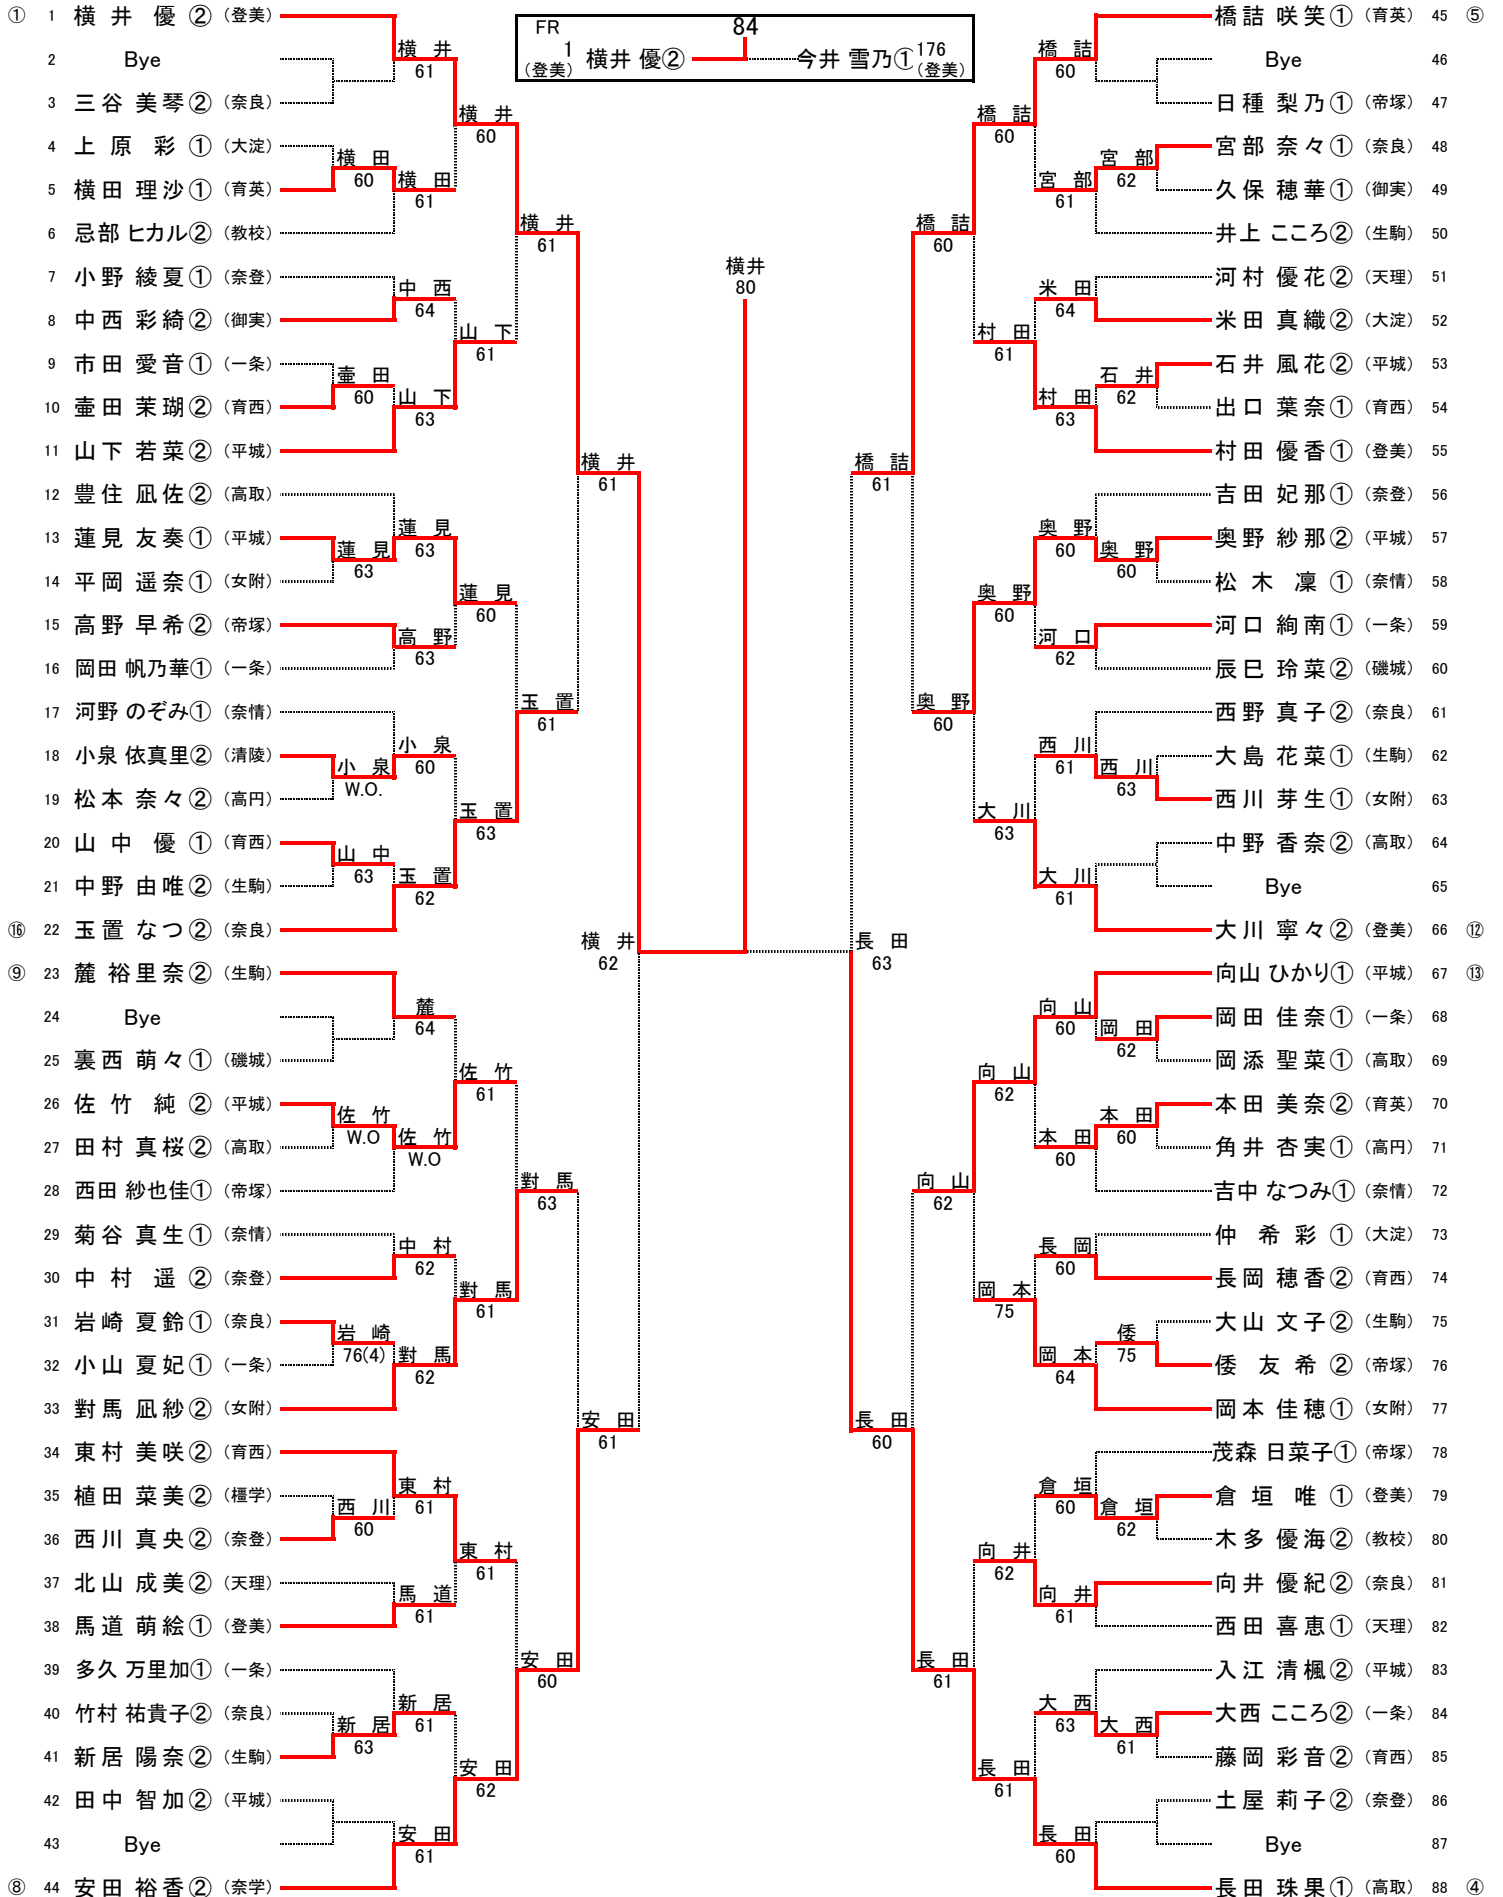 FR
84
1 (登美) 横井 優② 今井 雪乃① 176 (登美)
① 1 横井 優② (登美)
2 Bye
3 三谷 美琴② (奈良)
4 上原 彩① (大淀)
5 横田 理沙① (育英)
6 忌部 ヒカル② (教校)
7 小野 綾夏① (奈登)
8 中西 彩綺② (御実)
9 市田 愛音① (一条)
10 壷田 茉瑚② (育西)
11 山下 若菜② (平城)
12 豊住 凪佐② (高取)
13 蓮見 友奏① (平城)
14 平岡 遥奈① (女附)
15 高野 早希② (帝塚)
16 岡田 帆乃華① (一条)
17 河野 のぞみ① (奈情)
18 小泉 依真里② (清陵)
19 松本 奈々② (高円)
20 山中 優① (育西)
21 中野 由唯② (生駒)
⑯ 22 玉置 なつ② (奈良)
⑨ 23 麓 裕里奈② (生駒)
24 Bye
25 裏西 萌々① (磯城)
26 佐竹 純② (平城)
27 田村 真桜② (高取)
28 西田 紗也佳① (帝塚)
29 菊谷 真生① (奈情)
30 中村 遥② (奈登)
31 岩崎 夏鈴① (奈良)
32 小山 夏妃① (一条)
33 對馬 凪紗② (女附)
34 東村 美咲② (育西)
35 植田 菜美② (橿学)
36 西川 真央② (奈登)
37 北山 成美② (天理)
38 馬道 萌絵① (登美)
39 多久 万里加① (一条)
40 竹村 祐貴子② (奈良)
41 新居 陽奈② (生駒)
42 田中 智加② (平城)
43 Bye
⑧ 44 安田 裕香② (奈学)
横田
60
壷田
60
蓮見
63
小泉
W.O.
山中
63
佐竹
W.O
岩崎
76(4)
西川
60
新居
63
横井
61
横田
61
中西
64
山下
63
蓮見
63
高野
63
小泉
60
玉置
62
麓
64
佐竹
W.O
中村
62
對馬
62
東村
61
馬道
61
新居
61
安田
61
横井
60
山下
61
蓮見
60
玉置
63
佐竹
61
對馬
61
東村
61
安田
62
横井
61
玉置
61
對馬
63
安田
60
横井
61
安田
61
横井
62
横井
80
長田
63
橋詰
61
長田
60
橋詰
60
奥野
60
向山
62
長田
61
橋詰
60
村田
61
奥野
60
大川
63
向山
62
岡本
75
向井
62
長田
61
橋詰
60
宮部
61
米田
64
村田
63
奥野
60
河口
62
西川
61
大川
61
向山
60
本田
60
長岡
60
岡本
64
倉垣
60
向井
61
大西
63
長田
60
宮部
62
石井
62
奥野
60
西川
63
岡田
62
本田
60
倭
75
倉垣
62
大西
61
橋詰 咲笑① (育英) 45 ⑤
Bye 46
日種 梨乃① (帝塚) 47
宮部 奈々① (奈良) 48
久保 穂華① (御実) 49
井上 こころ② (生駒) 50
河村 優花② (天理) 51
米田 真織② (大淀) 52
石井 風花② (平城) 53
出口 葉奈① (育西) 54
村田 優香① (登美) 55
吉田 妃那① (奈登) 56
奥野 紗那② (平城) 57
松木 凜① (奈情) 58
河口 絢南① (一条) 59
辰巳 玲菜② (磯城) 60
西野 真子② (奈良) 61
大島 花菜① (生駒) 62
西川 芽生① (女附) 63
中野 香奈② (高取) 64
Bye 65
大川 寧々② (登美) 66 ⑫
向山 ひかり① (平城) 67 ⑬
岡田 佳奈① (一条) 68
岡添 聖菜① (高取) 69
本田 美奈② (育英) 70
角井 杏実① (高円) 71
吉中 なつみ① (奈情) 72
仲 希彩① (大淀) 73
長岡 穂香② (育西) 74
大山 文子② (生駒) 75
倭 友希② (帝塚) 76
岡本 佳穂① (女附) 77
茂森 日菜子① (帝塚) 78
倉垣 唯① (登美) 79
木多 優海② (教校) 80
向井 優紀② (奈良) 81
西田 喜恵① (天理) 82
入江 清楓② (平城) 83
大西 こころ② (一条) 84
藤岡 彩音② (育西) 85
土屋 莉子② (奈登) 86
Bye 87
長田 珠果① (高取) 88 ④